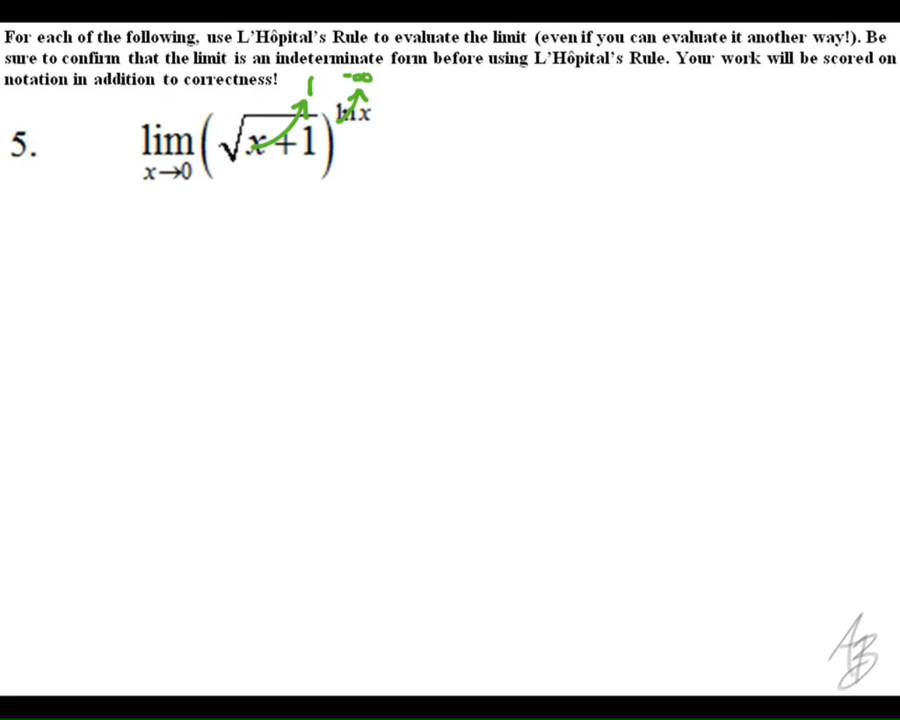 For each of the following, use L'Hôpital's Rule to evaluate the limit (even if you can evaluate it another way!). Be
sure to confirm that the limit is an indeterminate form before using L'Hôpital's Rule. Your work will be scored on
notation in addition to correctness!
1 -∞
5. lim x→0 (√x+1)^ln x
AB